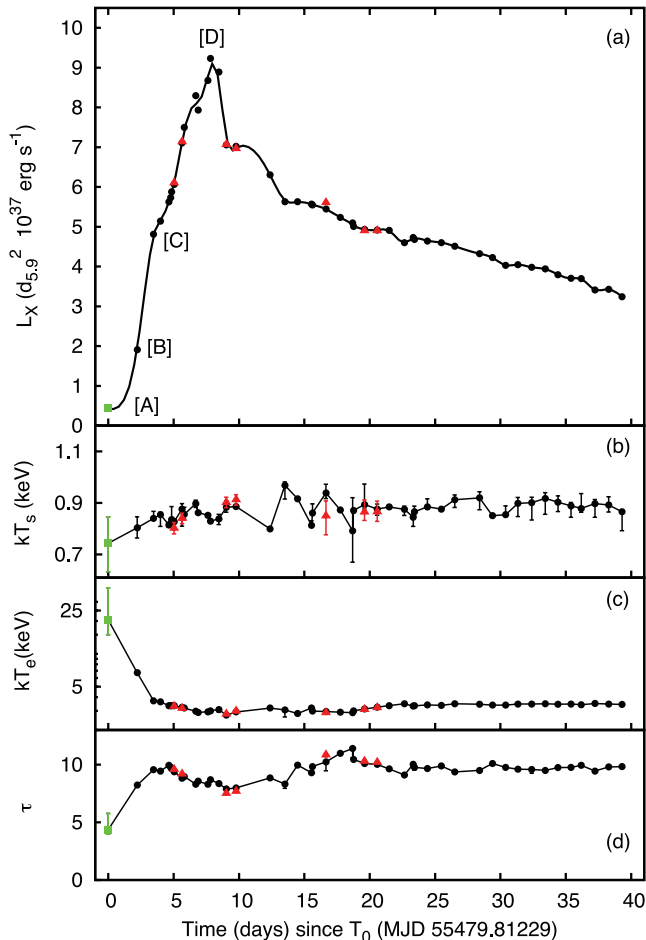 [D]
(a)
10
9
8
7
6
5
4
3
2
1
0
[C]
[B]
[A]
L_X (d_5.9^2 10^37 erg s^-1)
(b)
1.1
0.9
0.7
kT_s (keV)
(c)
25
5
kT_e(keV)
10
5
0
τ
(d)
0 5 10 15 20 25 30 35 40
Time (days) since T_0 (MJD 55479.81229)